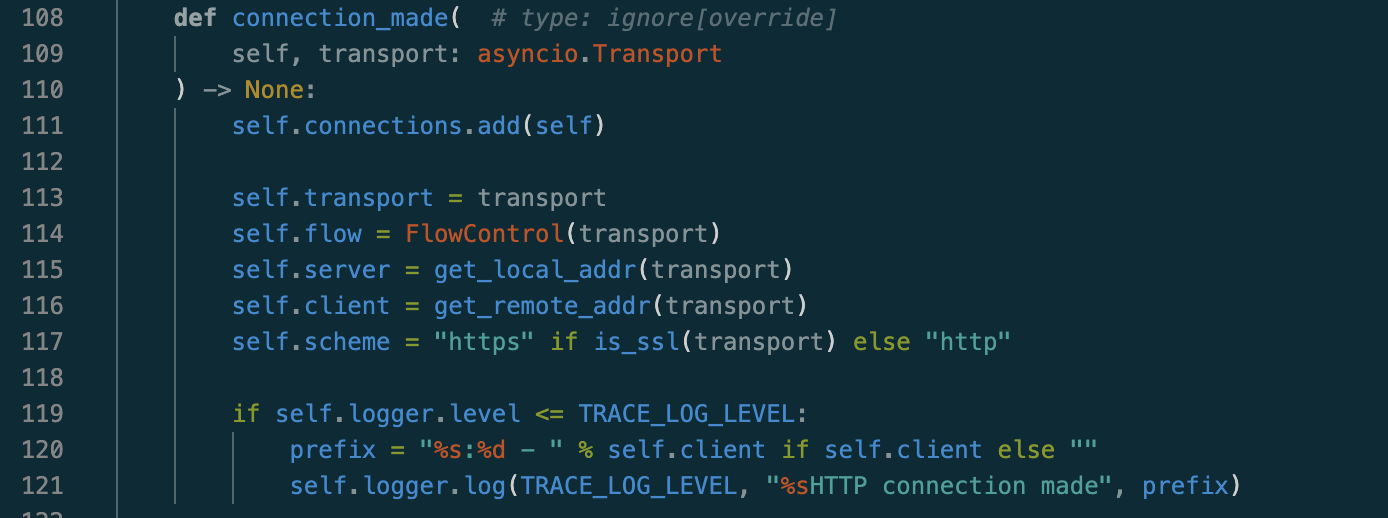 108 def connection_made(  # type: ignore[override]
109 self, transport: asyncio.Transport
110 ) -> None:
111 self.connections.add(self)
112
113 self.transport = transport
114 self.flow = FlowControl(transport)
115 self.server = get_local_addr(transport)
116 self.client = get_remote_addr(transport)
117 self.scheme = "https" if is_ssl(transport) else "http"
118
119 if self.logger.level <= TRACE_LOG_LEVEL:
120 prefix = "%s:%d - " % self.client if self.client else ""
121 self.logger.log(TRACE_LOG_LEVEL, "%sHTTP connection made", prefix)